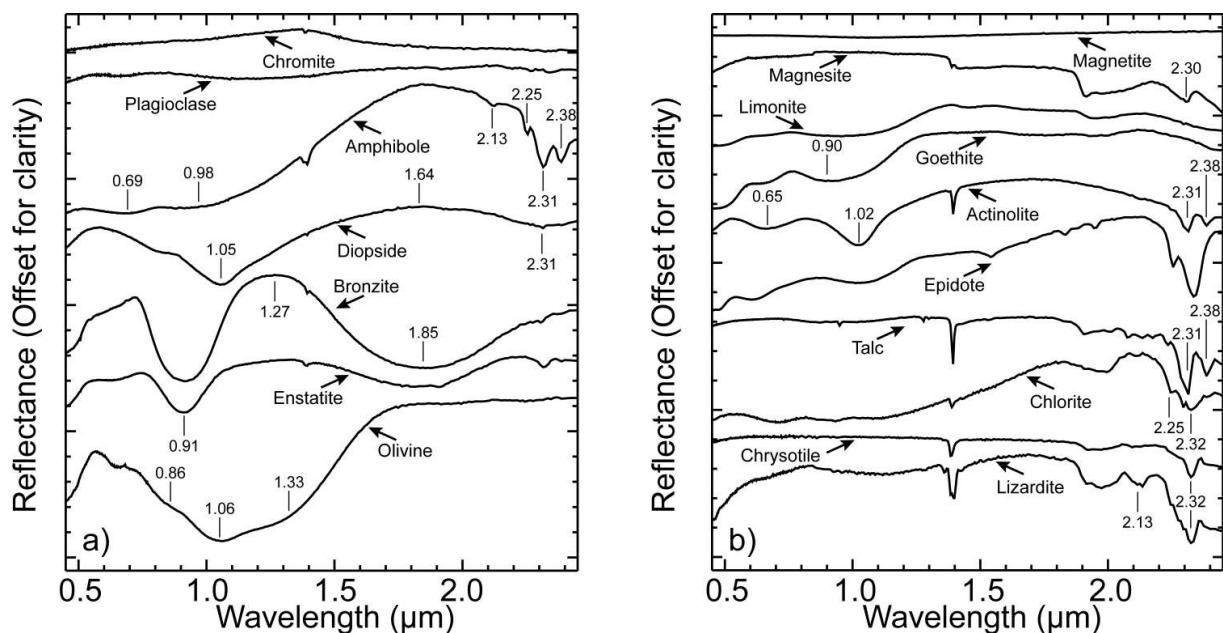 Reflectance (Offset for clarity)
Chromite
Plagioclase
2.25
2.38
2.13
Amphibole
0.69
0.98
1.64
2.31
1.05
Diopside
2.31
Bronzite
1.27
1.85
Enstatite
0.91
Olivine
0.86
1.33
1.06
a)
0.5
1.0
1.5
2.0
Wavelength (µm)
Reflectance (Offset for clarity)
Magnetite
Magnesite
2.30
Limonite
0.90
Goethite
2.38
0.65
2.31
1.02
Actinolite
Epidote
Talc
2.38
2.31
Chlorite
2.25
2.32
Chrysotile
Lizardite
2.32
2.13
b)
0.5
1.0
1.5
2.0
Wavelength (µm)